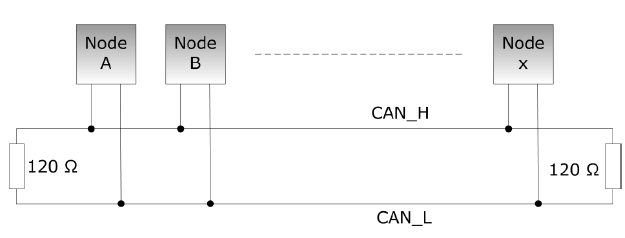 Node
A
Node
B
Node
x
CAN_H
120 Ω
120 Ω
CAN_L